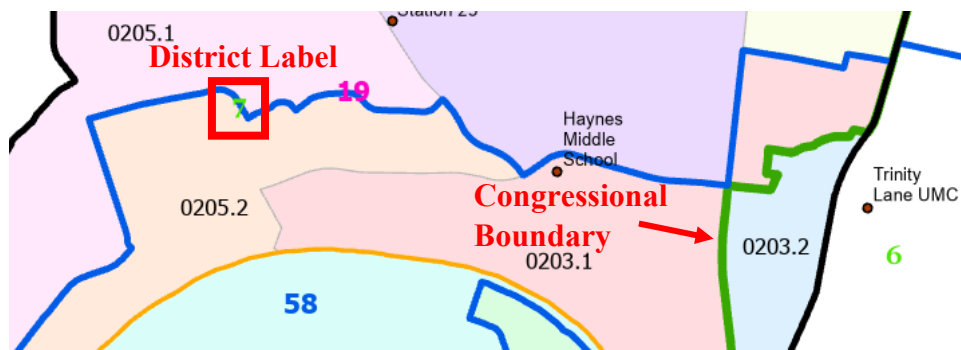 Station 23
0205.1
District Label
19
7
Haynes
Middle
School
Trinity
Lane UMC
0205.2
Congressional
Boundary
0203.2
6
0203.1
58